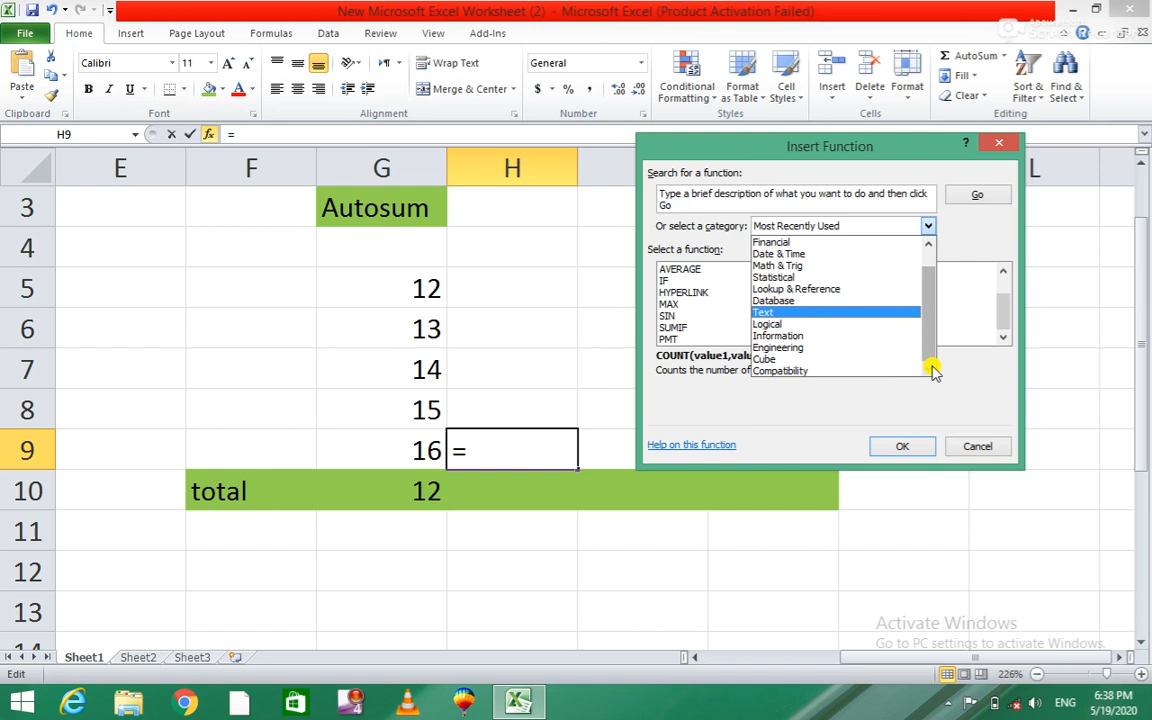 New Microsoft Excel Worksheet (2) - Microsoft Excel (Product Activation Failed)
File Home Insert Page Layout Formulas Data Review View Add-Ins
Calibri 11 Wrap Text General AutoSum
Paste Merge & Center $ % , Conditional Formatting Format as Table Cell Styles Insert Delete Format Fill Clear Sort & Filter Find & Select
Clipboard Font Alignment Number Styles Cells Editing
H9 fx =
E F G H L
3 Autosum
4
5 12
6 13
7 14
8 15
9 16 =
10 total 12
11
12
13
14
Insert Function
? x
Search for a function:
Type a brief description of what you want to do and then click
Go
Go
Or select a category: Most Recently Used
Select a function:
Financial
Date & Time
Math & Trig
Statistical
Lookup & Reference
Database
Text
Logical
Information
Engineering
Cube
Compatibility
AVERAGE
IF
HYPERLINK
MAX
SIN
SUMIF
PMT
COUNT(value1,valu
Counts the number of
Help on this function
OK Cancel
Activate Windows
Go to PC settings to activate Windows.
Sheet1 Sheet2 Sheet3
Edit 226%
ENG
6:38 PM
5/19/2020